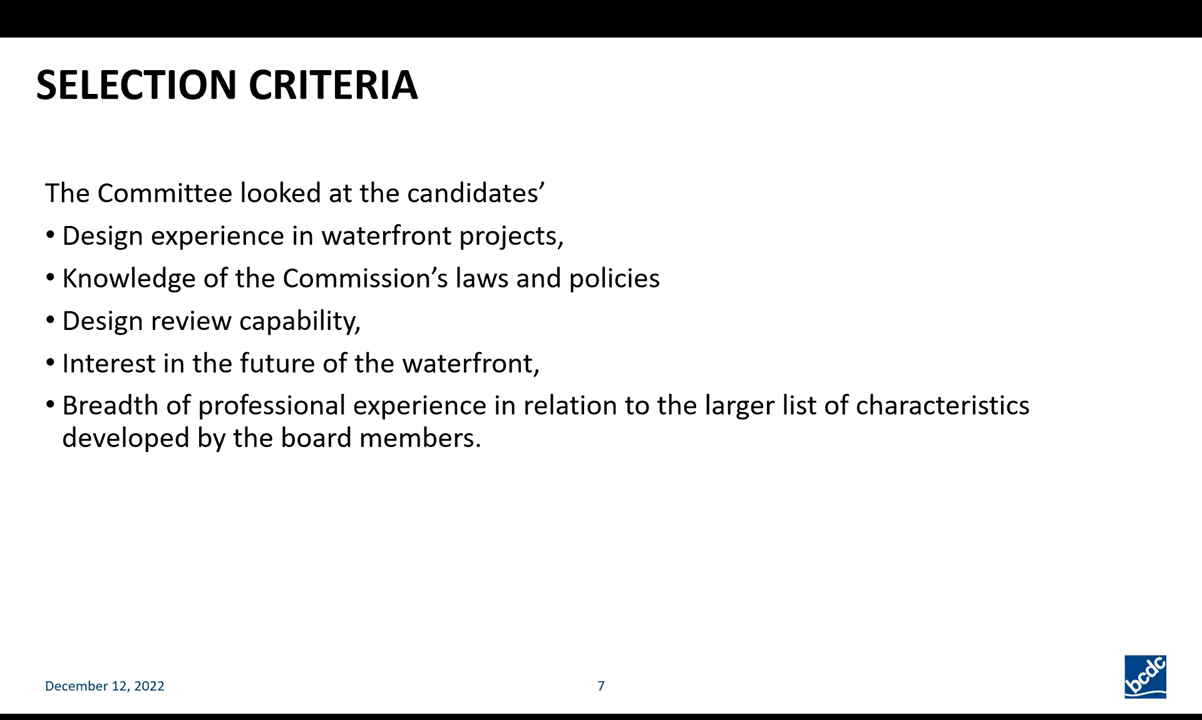 SELECTION CRITERIA
The Committee looked at the candidates’
• Design experience in waterfront projects,
• Knowledge of the Commission’s laws and policies
• Design review capability,
• Interest in the future of the waterfront,
• Breadth of professional experience in relation to the larger list of characteristics
developed by the board members.
December 12, 2022
7
bcdc